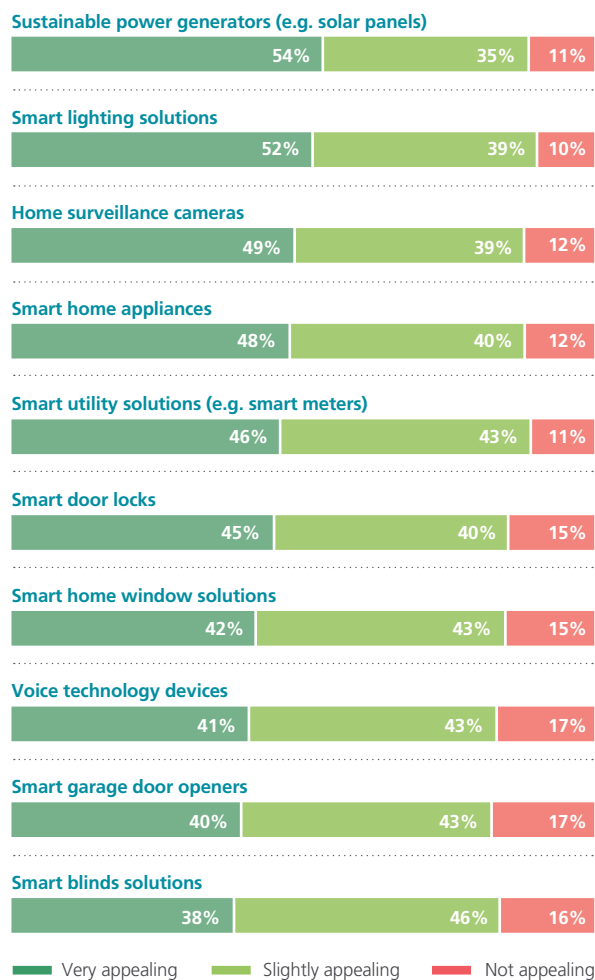 Sustainable power generators (e.g. solar panels)
54% 35% 11%
Smart lighting solutions
52% 39% 10%
Home surveillance cameras
49% 39% 12%
Smart home appliances
48% 40% 12%
Smart utility solutions (e.g. smart meters)
46% 43% 11%
Smart door locks
45% 40% 15%
Smart home window solutions
42% 43% 15%
Voice technology devices
41% 43% 17%
Smart garage door openers
40% 43% 17%
Smart blinds solutions
38% 46% 16%
Very appealing Slightly appealing Not appealing